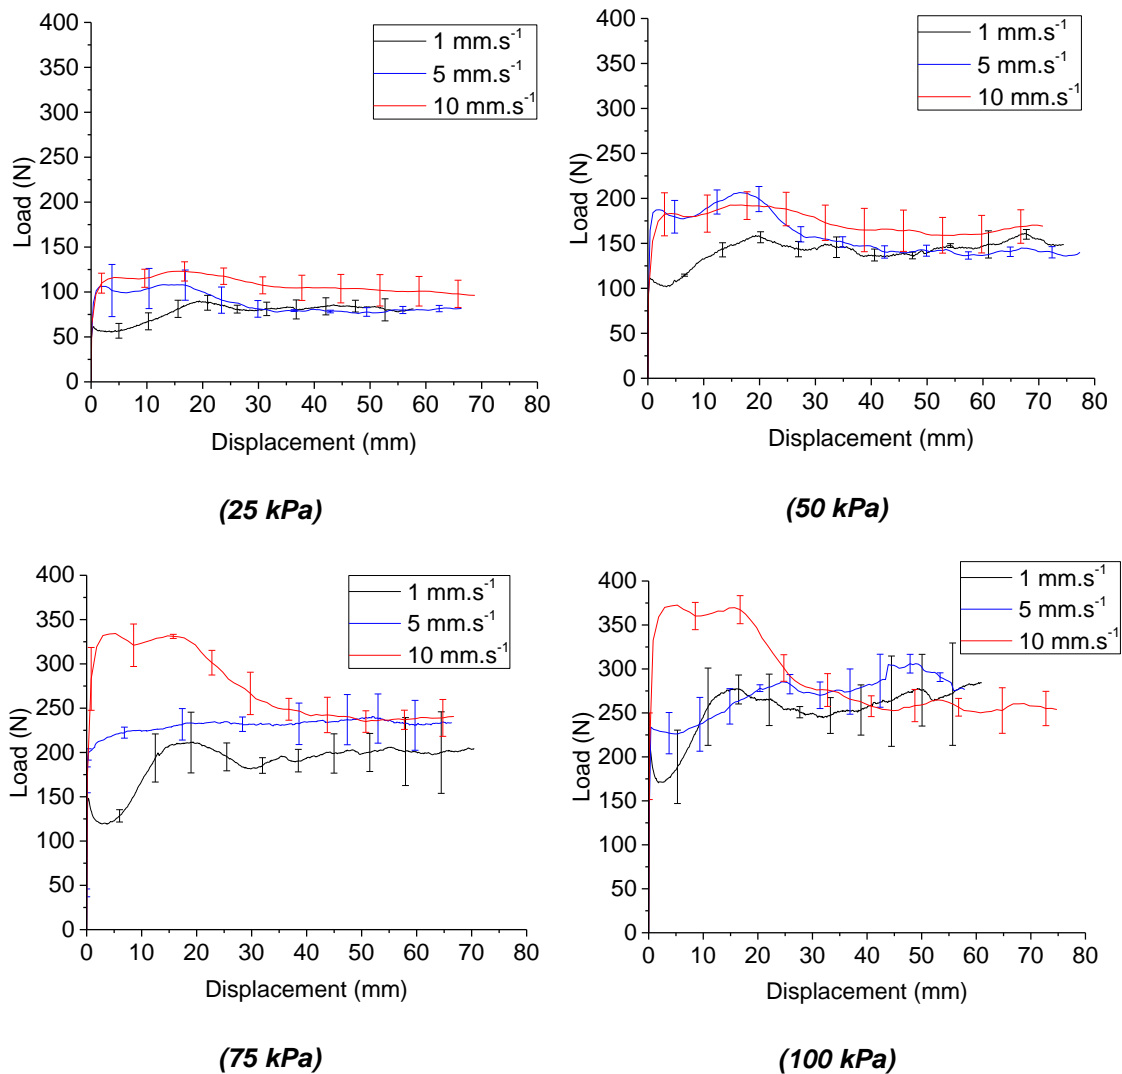 400
350
300
250
200
150
100
50
0
Load (N)
1 mm.s-1
5 mm.s-1
10 mm.s-1
0 10 20 30 40 50 60 70 80
Displacement (mm)
(25 kPa)
400
350
300
250
200
150
100
50
0
Load (N)
1 mm.s-1
5 mm.s-1
10 mm.s-1
0 10 20 30 40 50 60 70 80
Displacement (mm)
(50 kPa)
400
350
300
250
200
150
100
50
0
Load (N)
1 mm.s-1
5 mm.s-1
10 mm.s-1
0 10 20 30 40 50 60 70 80
Displacement (mm)
(75 kPa)
400
350
300
250
200
150
100
50
0
Load (N)
1 mm.s-1
5 mm.s-1
10 mm.s-1
0 10 20 30 40 50 60 70 80
Displacement (mm)
(100 kPa)